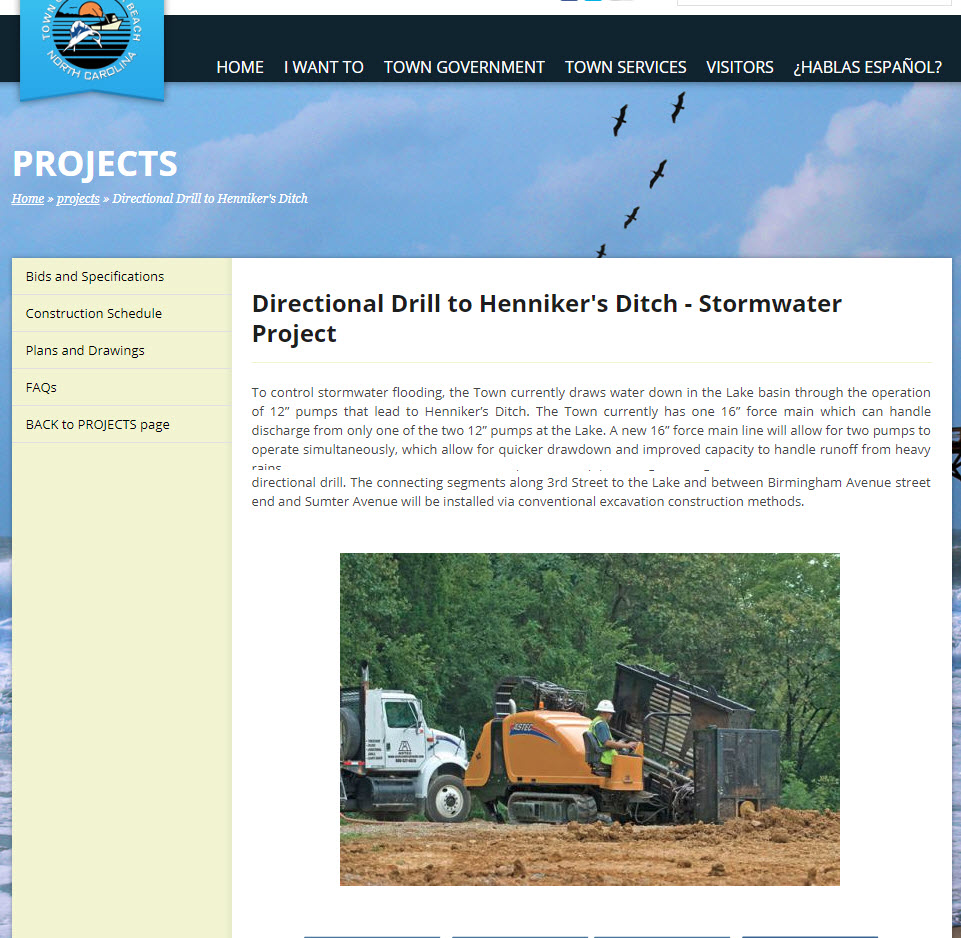 TOWN
BEACH
NORTH CAROLINA
HOME I WANT TO TOWN GOVERNMENT TOWN SERVICES VISITORS ¿HABLAS ESPAÑOL?
PROJECTS
Home » projects » Directional Drill to Henniker's Ditch
Bids and Specifications
Construction Schedule
Plans and Drawings
FAQs
BACK to PROJECTS page
Directional Drill to Henniker's Ditch - Stormwater
Project
To control stormwater flooding, the Town currently draws water down in the Lake basin through the operation
of 12” pumps that lead to Henniker’s Ditch. The Town currently has one 16” force main which can handle
discharge from only one of the two 12” pumps at the Lake. A new 16” force main line will allow for two pumps to
operate simultaneously, which allow for quicker drawdown and improved capacity to handle runoff from heavy
rains.
directional drill. The connecting segments along 3rd Street to the Lake and between Birmingham Avenue street
end and Sumter Avenue will be installed via conventional excavation construction methods.
ASTEC